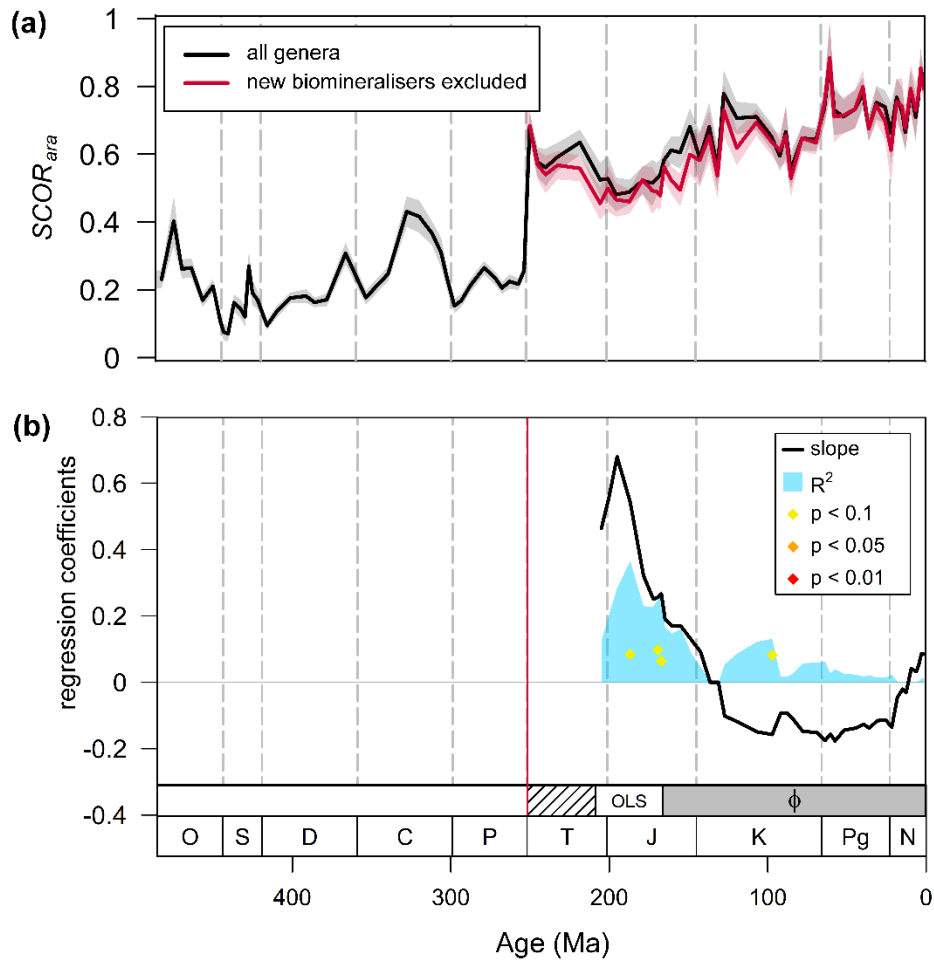 (a)
SCORara
1
0.8
0.6
0.4
0.2
0
all genera
new biomineralisers excluded
(b)
regression coefficients
0.8
0.6
0.4
0.2
0
-0.2
-0.4
slope
R²
p < 0.1
p < 0.05
p < 0.01
OLS ϕ
O S D C P T J K Pg N
400 300 200 100 0
Age (Ma)